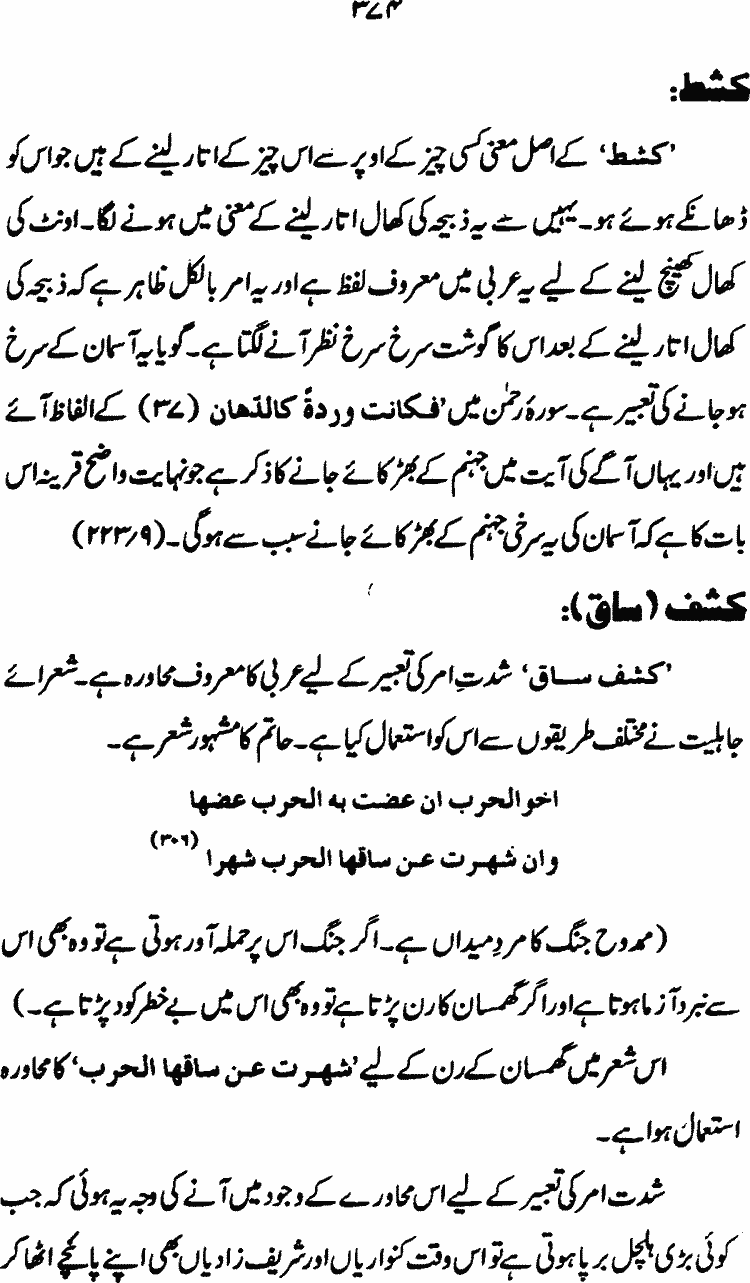 ۳۷۴
کشط:
’کشط‘ کے اصل معنی کسی چیز کے اوپر سے اس چیز کے اتار لینے کے ہیں جو اس کو
ڈھانکے ہوئے ہو۔ یہیں سے یہ ذبیحہ کی کھال اتار لینے کے معنی میں ہونے لگا۔ اونٹ کی
کھال کھینچ لینے کے لیے یہ عربی میں معروف لفظ ہے اور یہ امر بالکل ظاہر ہے کہ ذبیحہ کی
کھال اتار لینے کے بعد اس کا گوشت سرخ سرخ نظر آنے لگتا ہے۔ گویا یہ آسمان کے سرخ
ہو جانے کی تعبیر ہے۔ سورۂ رحمٰن میں ’فکانت وردۃً کالدّھان (۳۷) کے الفاظ آئے
ہیں اور یہاں آگے کی آیت میں جہنم کے بھڑکائے جانے کا ذکر ہے جو نہایت واضح قرینہ اس
بات کا ہے کہ آسمان کی یہ سرخی جہنم کے بھڑکائے جانے سبب سے ہوگی۔ (۲۲۳/۹)
کشف (ساق):
’کشف ساق‘ شدتِ امر کی تعبیر کے لیے عربی کا معروف محاورہ ہے۔ شعرائے
جاہلیت نے مختلف طریقوں سے اس کو استعمال کیا ہے۔ حاتم کا مشہور شعر ہے۔
اخو الحرب ان عضت به الحرب عضها
وان شهرت عن ساقها الحرب شهرا (۳۰۶)
(ممدوح جنگ کا مردِ میداں ہے۔ اگر جنگ اس پر حملہ آور ہوتی ہے تو وہ بھی اس
سے نبرد آزما ہوتا ہے اور اگر گھمسان کا رن پڑتا ہے تو وہ بھی اس میں بے خطر کود پڑتا ہے۔)
اس شعر میں گھمسان کے رن کے لیے ’شهرت عن ساقها الحرب‘ کا محاورہ
استعمال ہوا ہے۔
شدت امر کی تعبیر کے لیے اس محاورے کے وجود میں آنے کی وجہ یہ ہوئی کہ جب
کوئی بڑی ہلچل برپا ہوتی ہے تو اس وقت کنواریاں اور شریف زادیاں بھی اپنے پائنچے اٹھا کر